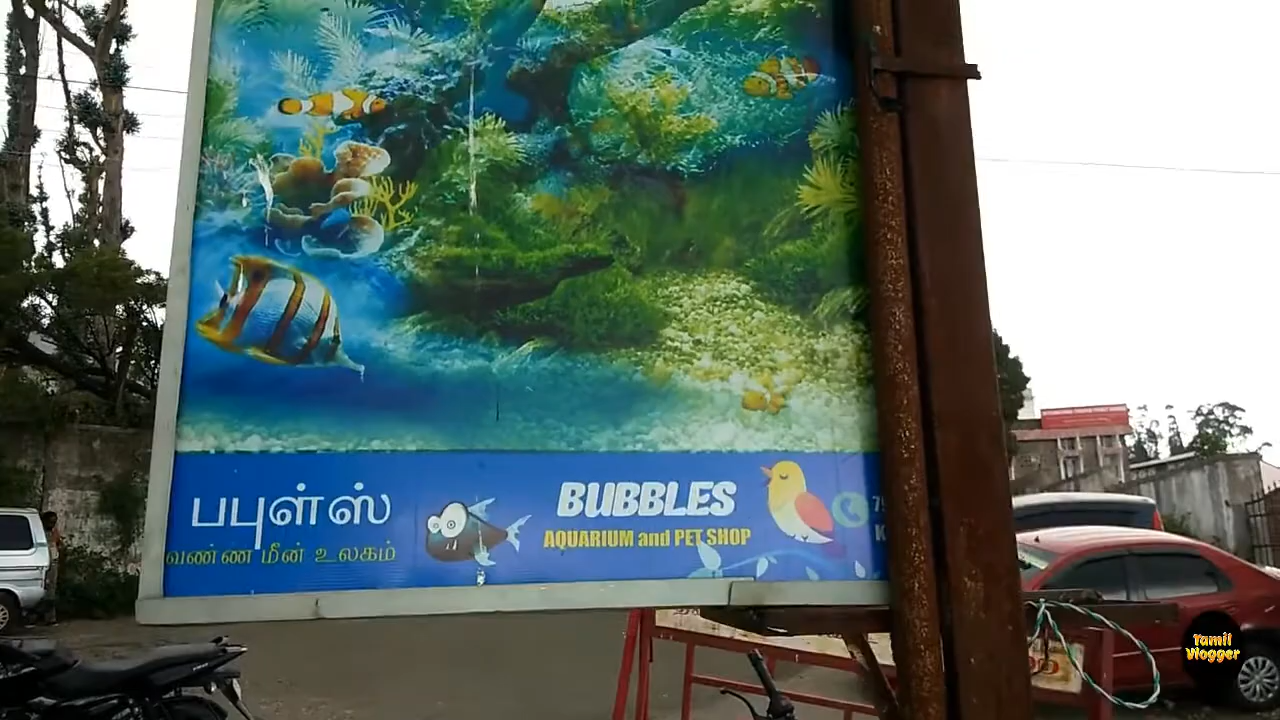 பபுள்ஸ்
வண்ண மீன் உலகம்
BUBBLES
AQUARIUM and PET SHOP
Tamil
Vlogger